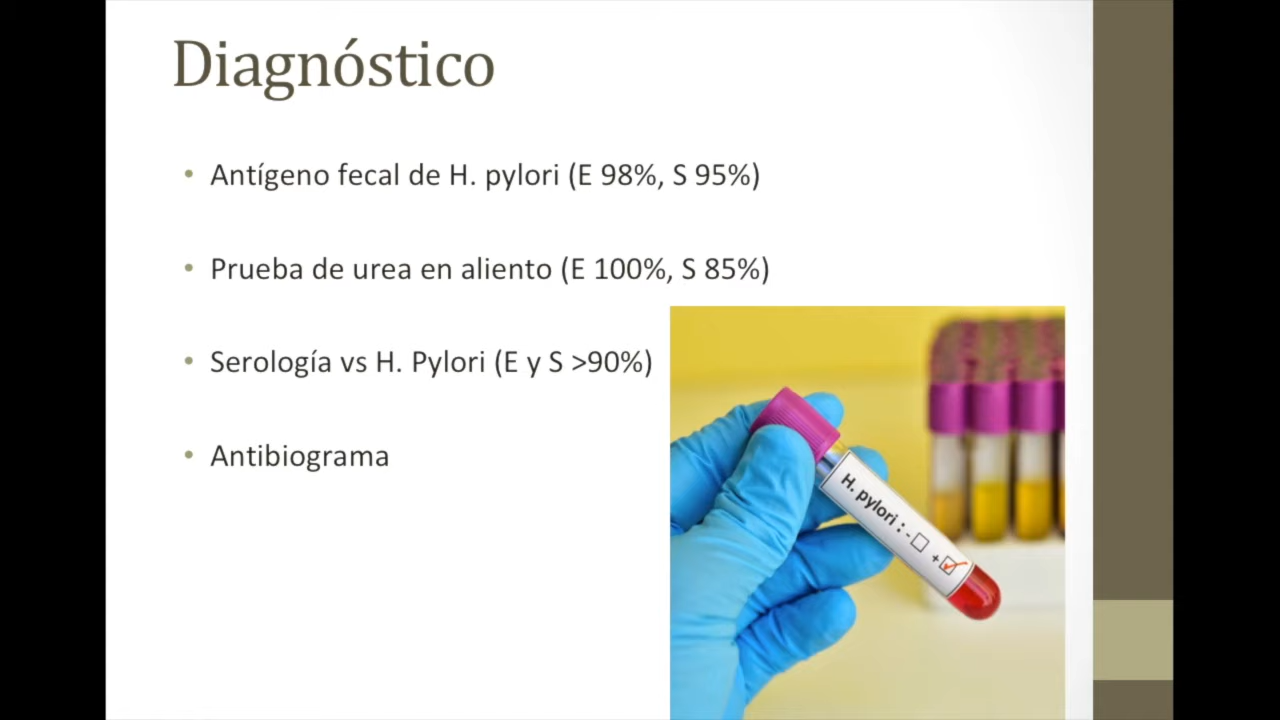 Diagnóstico
• Antígeno fecal de H. pylori (E 98%, S 95%)
• Prueba de urea en aliento (E 100%, S 85%)
• Serología vs H. Pylori (E y S >90%)
• Antibiograma
H. pylori : - ☐
+ ☑